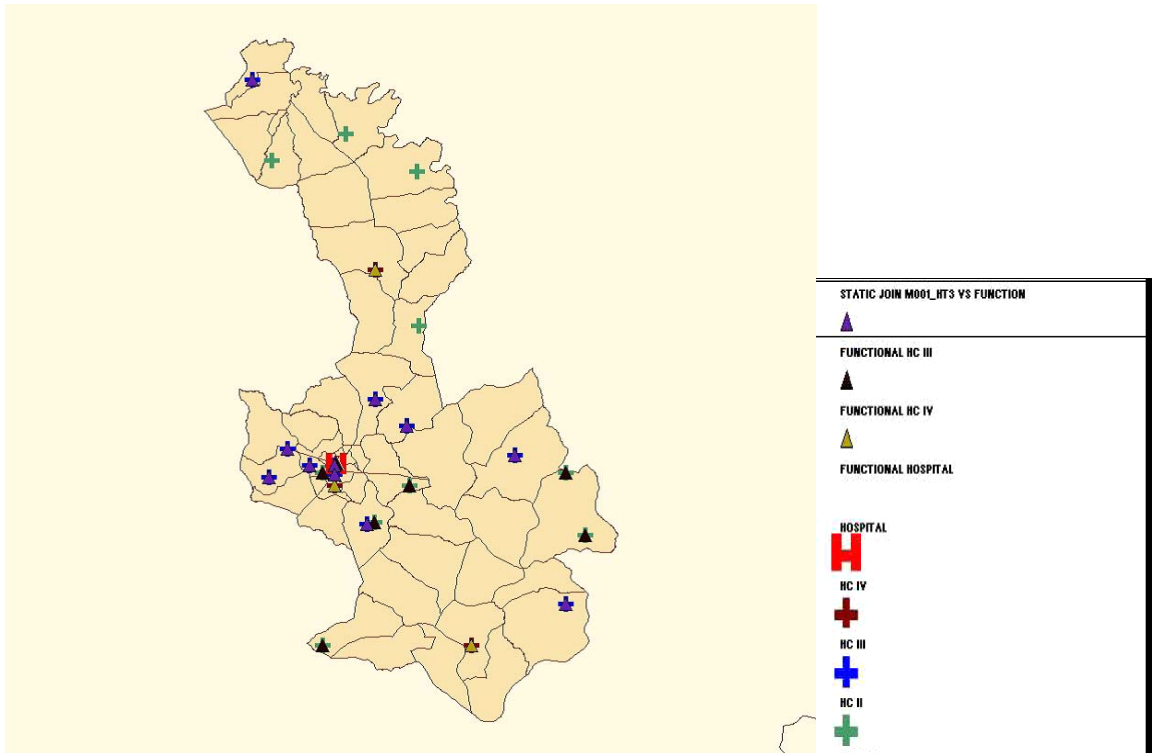 STATIC JOIN M001_HT3 VS FUNCTION
FUNCTIONAL HC III
FUNCTIONAL HC IV
FUNCTIONAL HOSPITAL
HOSPITAL
H
HC IV
HC III
HC II